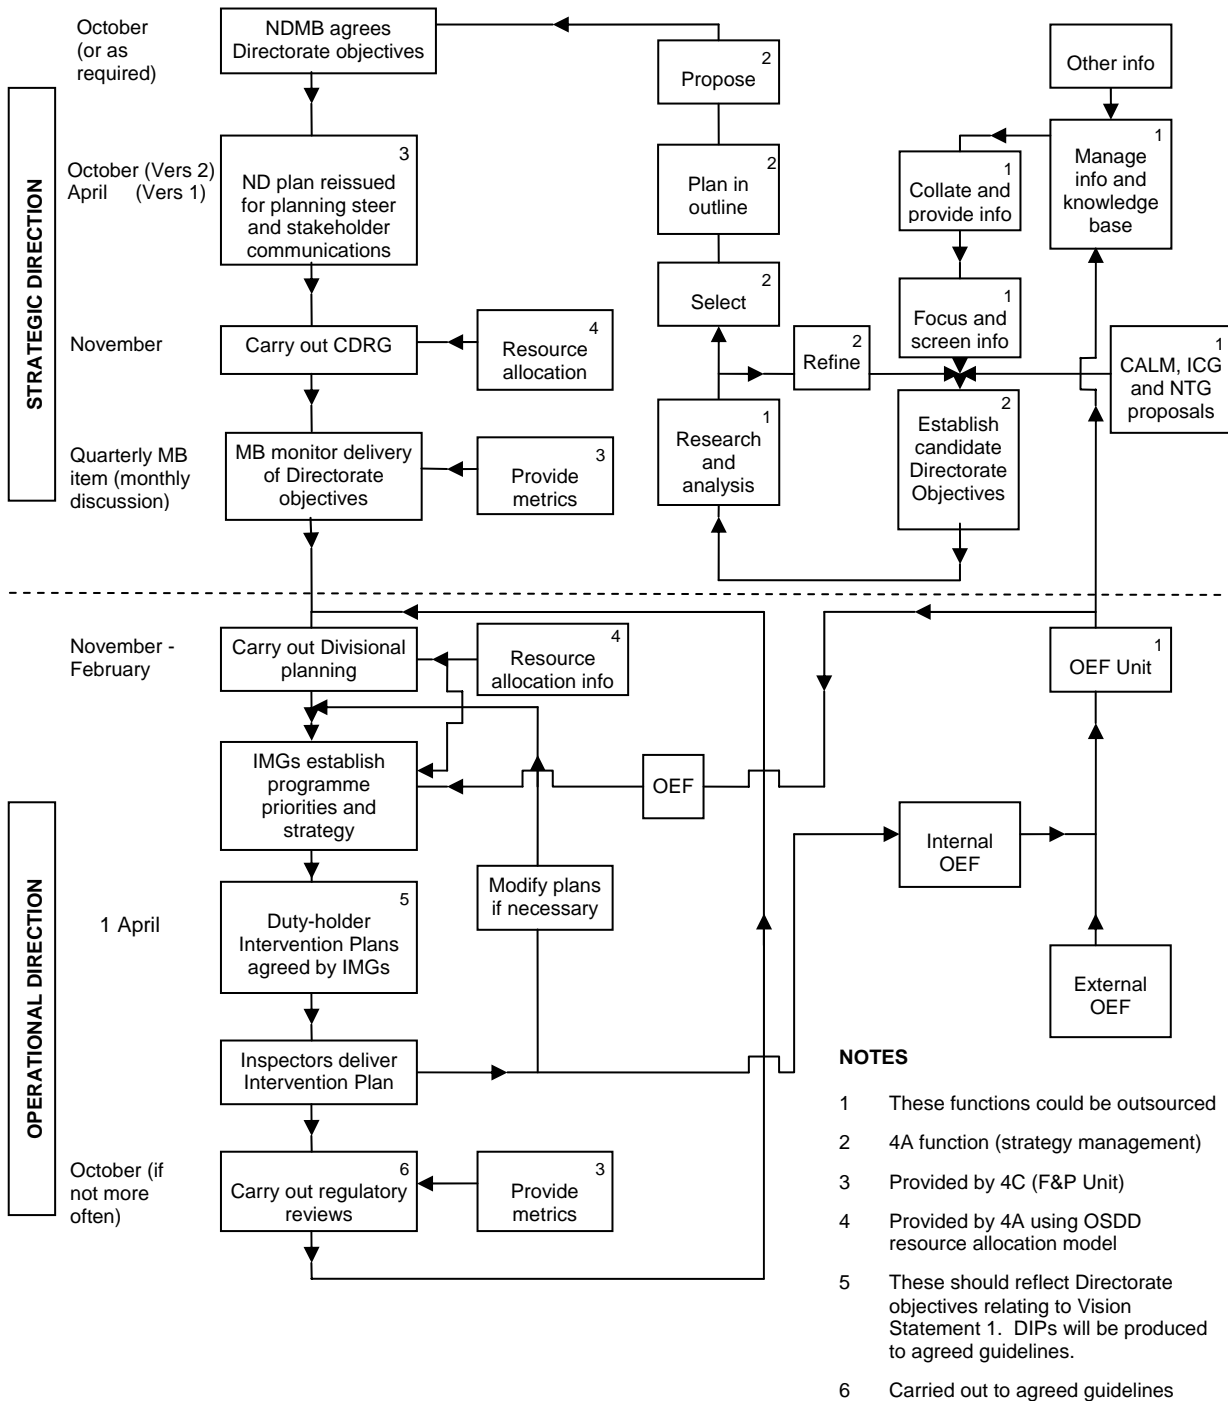 October
(or as
required)
NDMB agrees
Directorate objectives
2
Propose
Other info
STRATEGIC DIRECTION
October (Vers 2)
April (Vers 1)
3
ND plan reissued
for planning steer
and stakeholder
communications
2
Plan in
outline
1
Collate and
provide info
1
Manage
info and
knowledge
base
2
Select
1
Focus and
screen info
November
Carry out CDRG
4
Resource
allocation
2
Refine
1
CALM, ICG
and NTG
proposals
Quarterly MB
item (monthly
discussion)
MB monitor delivery
of Directorate
objectives
3
Provide
metrics
1
Research
and
analysis
2
Establish
candidate
Directorate
Objectives
November -
February
Carry out Divisional
planning
4
Resource
allocation info
1
OEF Unit
OPERATIONAL DIRECTION
IMGs establish
programme
priorities and
strategy
OEF
Internal
OEF
1 April
5
Duty-holder
Intervention Plans
agreed by IMGs
Modify plans
if necessary
External
OEF
Inspectors deliver
Intervention Plan
October (if
not more
often)
6
Carry out regulatory
reviews
3
Provide
metrics
NOTES
1 These functions could be outsourced
2 4A function (strategy management)
3 Provided by 4C (F&P Unit)
4 Provided by 4A using OSDD
resource allocation model
5 These should reflect Directorate
objectives relating to Vision
Statement 1. DIPs will be produced
to agreed guidelines.
6 Carried out to agreed guidelines